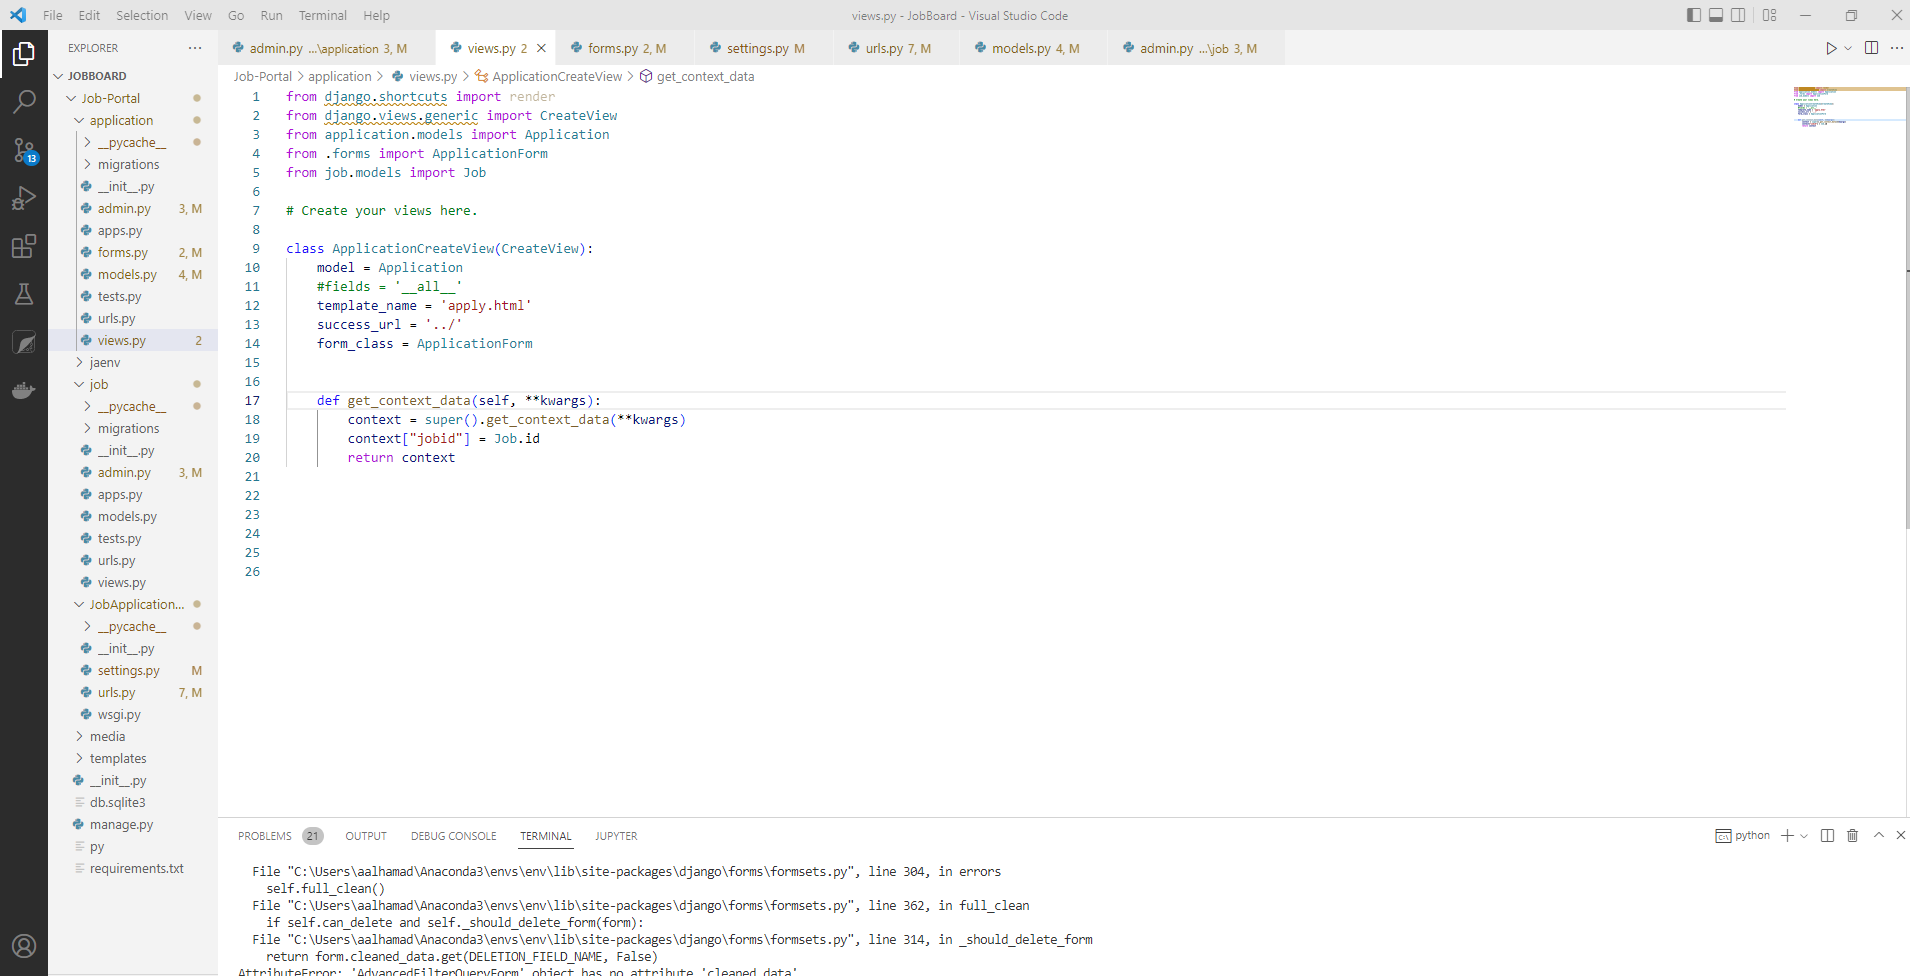 File Edit Selection View Go Run Terminal Help
views.py - JobBoard - Visual Studio Code
EXPLORER
JOBBOARD
Job-Portal
application
__pycache__
migrations
__init__.py
admin.py 3, M
apps.py
forms.py 2, M
models.py 4, M
tests.py
urls.py
views.py 2
jaenv
job
__pycache__
migrations
__init__.py
admin.py 3, M
apps.py
models.py
tests.py
urls.py
views.py
JobApplication...
__pycache__
__init__.py
settings.py M
urls.py 7, M
wsgi.py
media
templates
__init__.py
db.sqlite3
manage.py
py
requirements.txt
13
admin.py ...\application 3, M views.py 2 forms.py 2, M settings.py M urls.py 7, M models.py 4, M admin.py ...\job 3, M
Job-Portal > application > views.py > ApplicationCreateView > get_context_data
1 from django.shortcuts import render
2 from django.views.generic import CreateView
3 from application.models import Application
4 from .forms import ApplicationForm
5 from job.models import Job
6
7 # Create your views here.
8
9 class ApplicationCreateView(CreateView):
10 model = Application
11 #fields = '__all__'
12 template_name = 'apply.html'
13 success_url = '../'
14 form_class = ApplicationForm
15
16
17 def get_context_data(self, **kwargs):
18 context = super().get_context_data(**kwargs)
19 context["jobid"] = Job.id
20 return context
21
22
23
24
25
26
PROBLEMS 21 OUTPUT DEBUG CONSOLE TERMINAL JUPYTER
python
File "C:\Users\aalhamad\Anaconda3\envs\env\lib\site-packages\django\forms\formsets.py", line 304, in errors
self.full_clean()
File "C:\Users\aalhamad\Anaconda3\envs\env\lib\site-packages\django\forms\formsets.py", line 362, in full_clean
if self.can_delete and self._should_delete_form(form):
File "C:\Users\aalhamad\Anaconda3\envs\env\lib\site-packages\django\forms\formsets.py", line 314, in _should_delete_form
return form.cleaned_data.get(DELETION_FIELD_NAME, False)
AttributeError: 'AdvancedFilterQueryForm' object has no attribute 'cleaned_data'